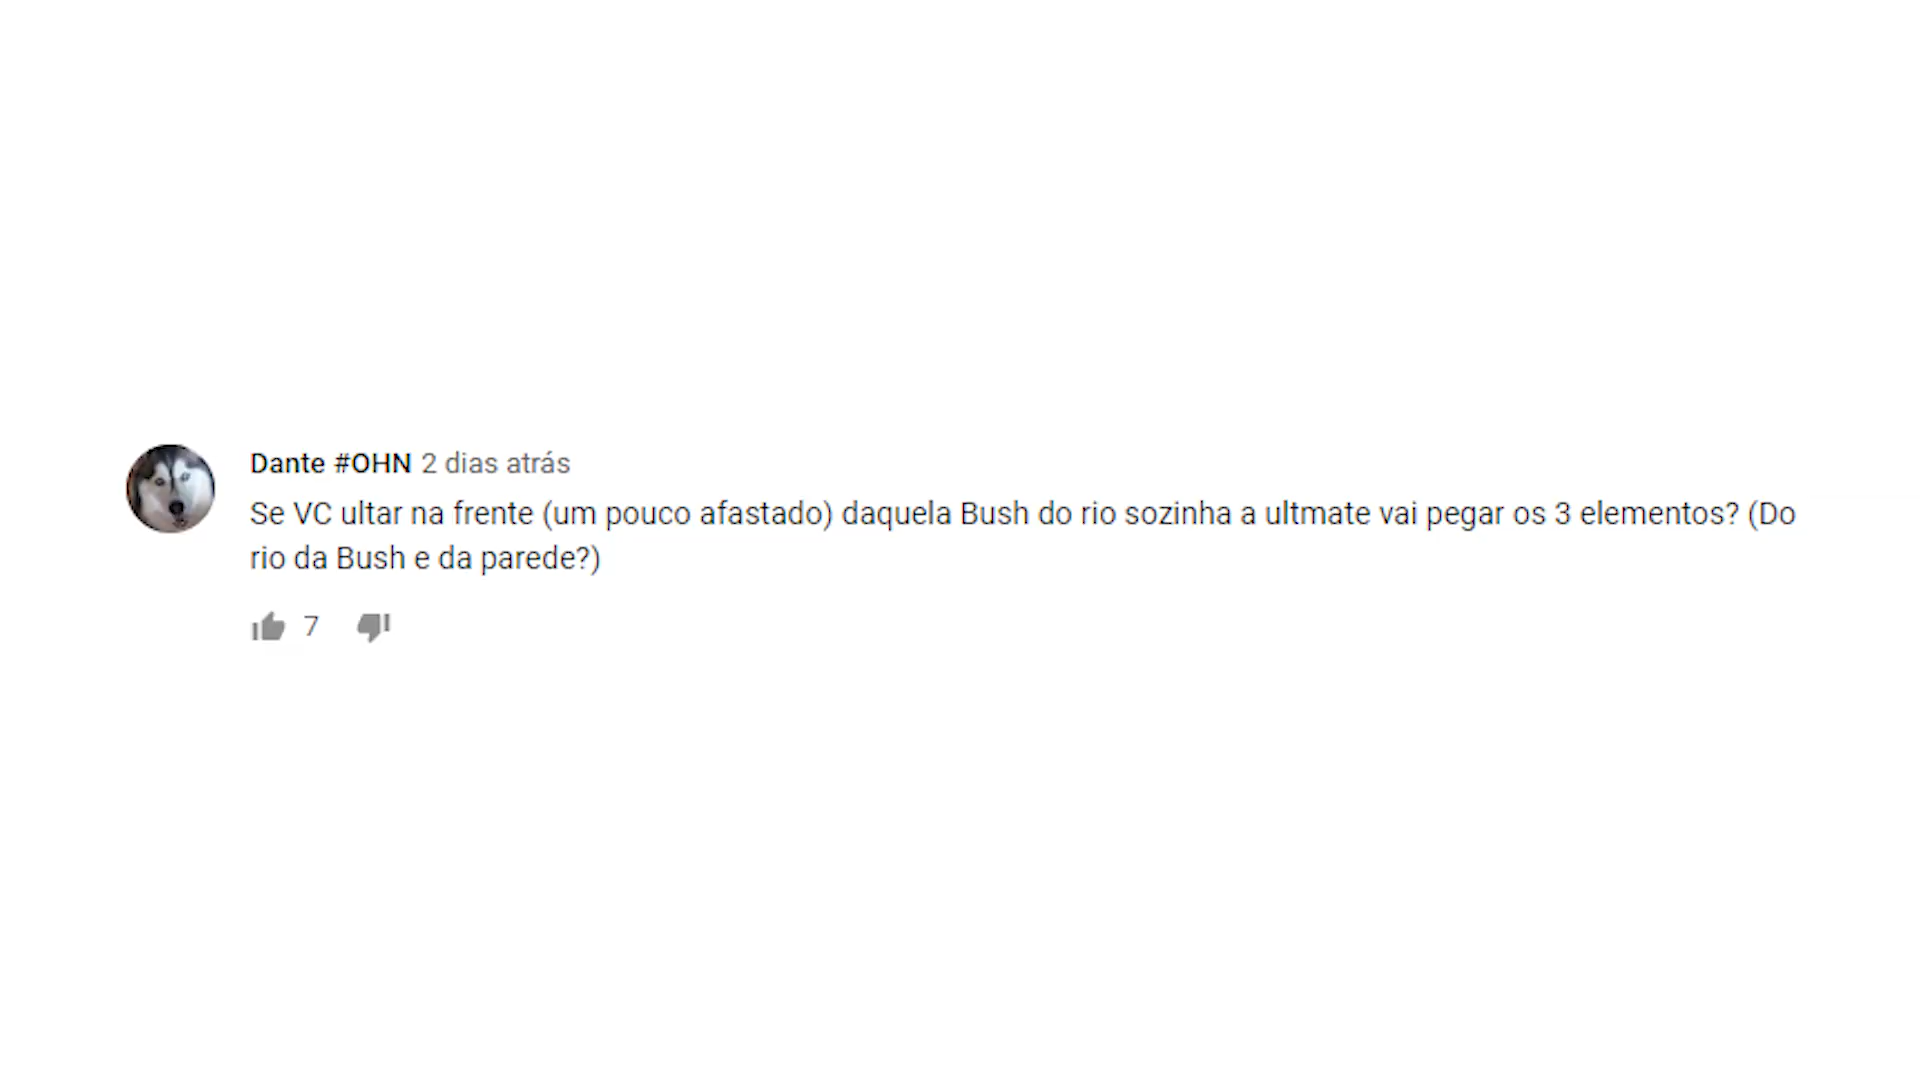 Dante #OHN 2 dias atrás
Se VC ultar na frente (um pouco afastado) daquela Bush do rio sozinha a ultmate vai pegar os 3 elementos? (Do
rio da Bush e da parede?)
7